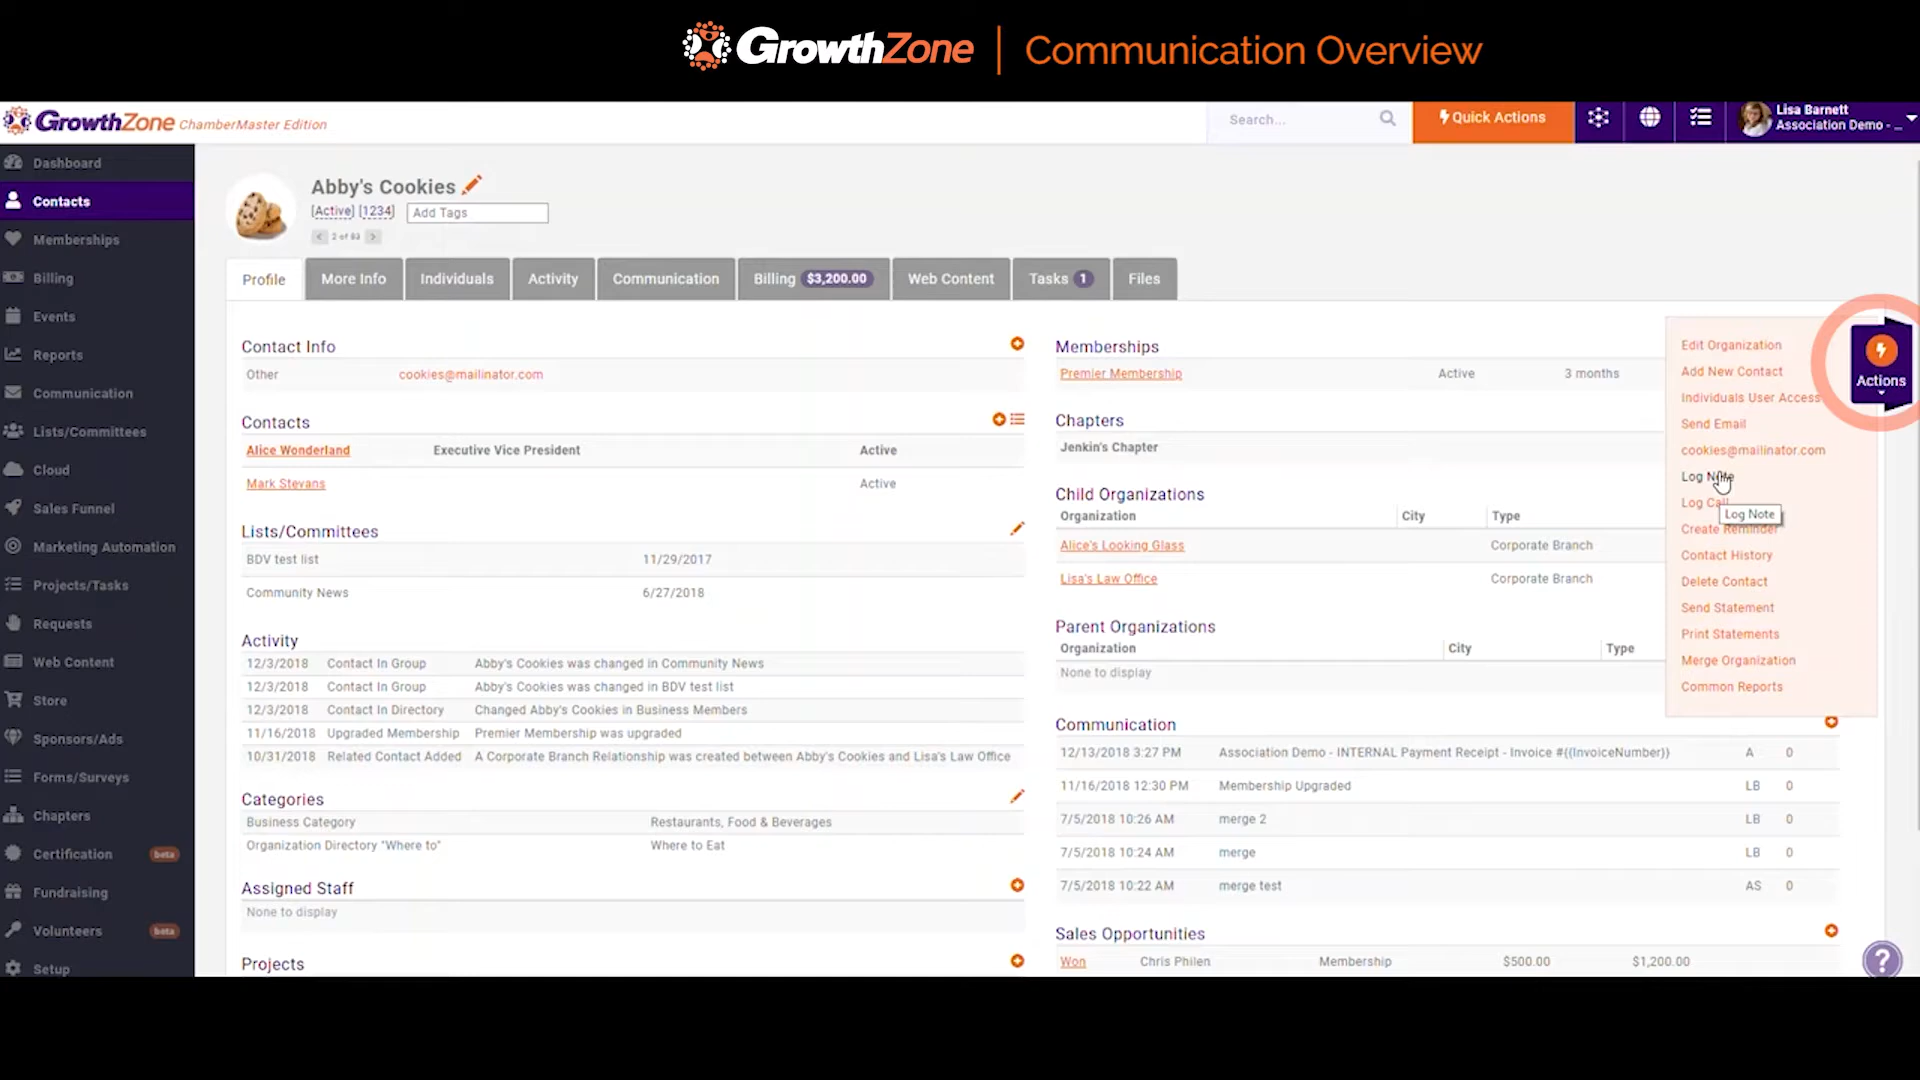 GrowthZone | Communication Overview
GrowthZone ChamberMaster Edition
Search...
Quick Actions
Lisa Barnett
Association Demo - ...
Dashboard
Contacts
Memberships
Billing
Events
Reports
Communication
Lists/Committees
Cloud
Sales Funnel
Marketing Automation
Projects/Tasks
Requests
Web Content
Store
Sponsors/Ads
Forms/Surveys
Chapters
Certification beta
Fundraising
Volunteers beta
Setup
Abby's Cookies
[Active] [1234] Add Tags
< 2 of 83 >
Profile More Info Individuals Activity Communication Billing $3,200.00 Web Content Tasks 1 Files
Contact Info
Other cookies@mailinator.com
Contacts
Alice Wonderland Executive Vice President Active
Mark Stevans Active
Lists/Committees
BDV test list 11/29/2017
Community News 6/27/2018
Activity
12/3/2018 Contact In Group Abby's Cookies was changed in Community News
12/3/2018 Contact In Group Abby's Cookies was changed in BDV test list
12/3/2018 Contact In Directory Changed Abby's Cookies in Business Members
11/16/2018 Upgraded Membership Premier Membership was upgraded
10/31/2018 Related Contact Added A Corporate Branch Relationship was created between Abby's Cookies and Lisa's Law Office
Categories
Business Category Restaurants, Food & Beverages
Organization Directory "Where to" Where to Eat
Assigned Staff
None to display
Projects
Memberships
Premier Membership Active 3 months
Chapters
Jenkin's Chapter
Child Organizations
Organization City Type
Alice's Looking Glass Corporate Branch
Lisa's Law Office Corporate Branch
Parent Organizations
Organization City Type
None to display
Communication
12/13/2018 3:27 PM Association Demo - INTERNAL Payment Receipt - Invoice #{{InvoiceNumber}} A 0
11/16/2018 12:30 PM Membership Upgraded LB 0
7/5/2018 10:26 AM merge 2 LB 0
7/5/2018 10:24 AM merge LB 0
7/5/2018 10:22 AM merge test AS 0
Sales Opportunities
Won Chris Philen Membership $500.00 $1,200.00
Actions
Edit Organization
Add New Contact
Individuals User Access
Send Email
cookies@mailinator.com
Log Note
Log Call
Log Note
Create Reminder
Contact History
Delete Contact
Send Statement
Print Statements
Merge Organization
Common Reports
?